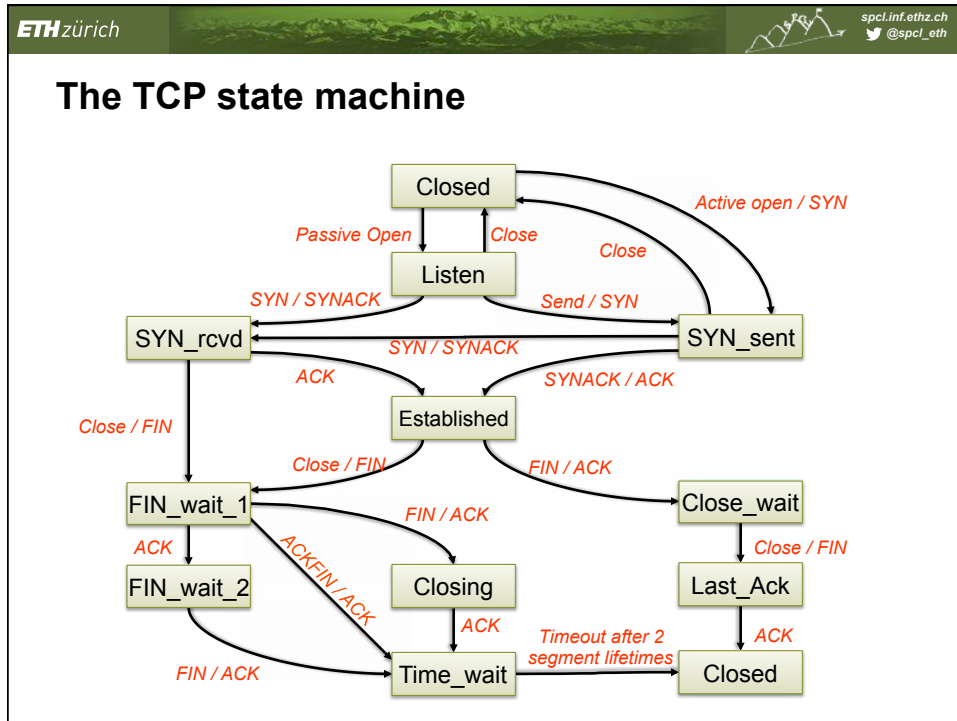 ETH zürich
spcl.inf.ethz.ch
@spcl_eth
The TCP state machine
Closed
Active open / SYN
Passive Open
Close
Close
Listen
SYN / SYNACK
Send / SYN
SYN_rcvd
SYN_sent
SYN / SYNACK
ACK
SYNACK / ACK
Established
Close / FIN
Close / FIN
FIN / ACK
FIN_wait_1
Close_wait
FIN / ACK
ACK
ACKFIN / ACK
Close / FIN
FIN_wait_2
Closing
Last_Ack
ACK
Timeout after 2
segment lifetimes
ACK
FIN / ACK
Time_wait
Closed